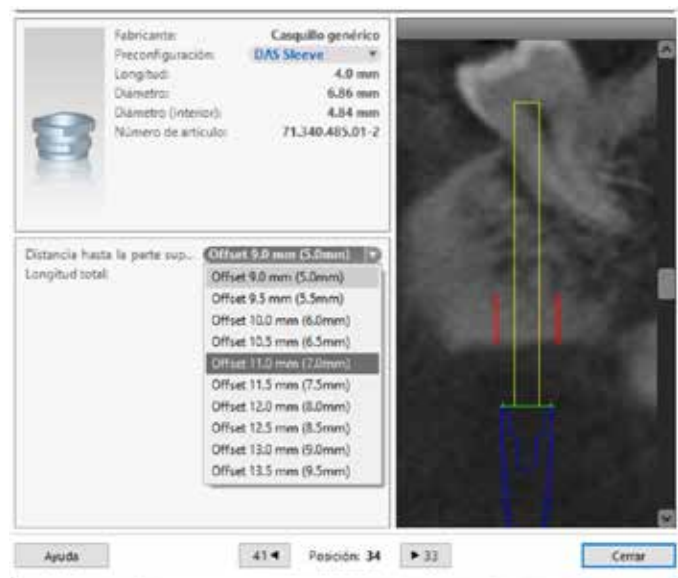 Fabricante: Casquillo genérico
Preconfiguración: DAS Sleeve
Longitud: 4.0 mm
Diámetro: 6.86 mm
Diámetro (interior): 4.84 mm
Número de artículo: 71.340.485.01-2
Distancia hasta la parte sup... Offset 9.0 mm (5.0mm)
Longitud total:
Offset 9.0 mm (5.0mm)
Offset 9.5 mm (5.5mm)
Offset 10.0 mm (6.0mm)
Offset 10.5 mm (6.5mm)
Offset 11.0 mm (7.0mm)
Offset 11.5 mm (7.5mm)
Offset 12.0 mm (8.0mm)
Offset 12.5 mm (8.5mm)
Offset 13.0 mm (9.0mm)
Offset 13.5 mm (9.5mm)
Ayuda 41 Posición: 34 33 Cerrar